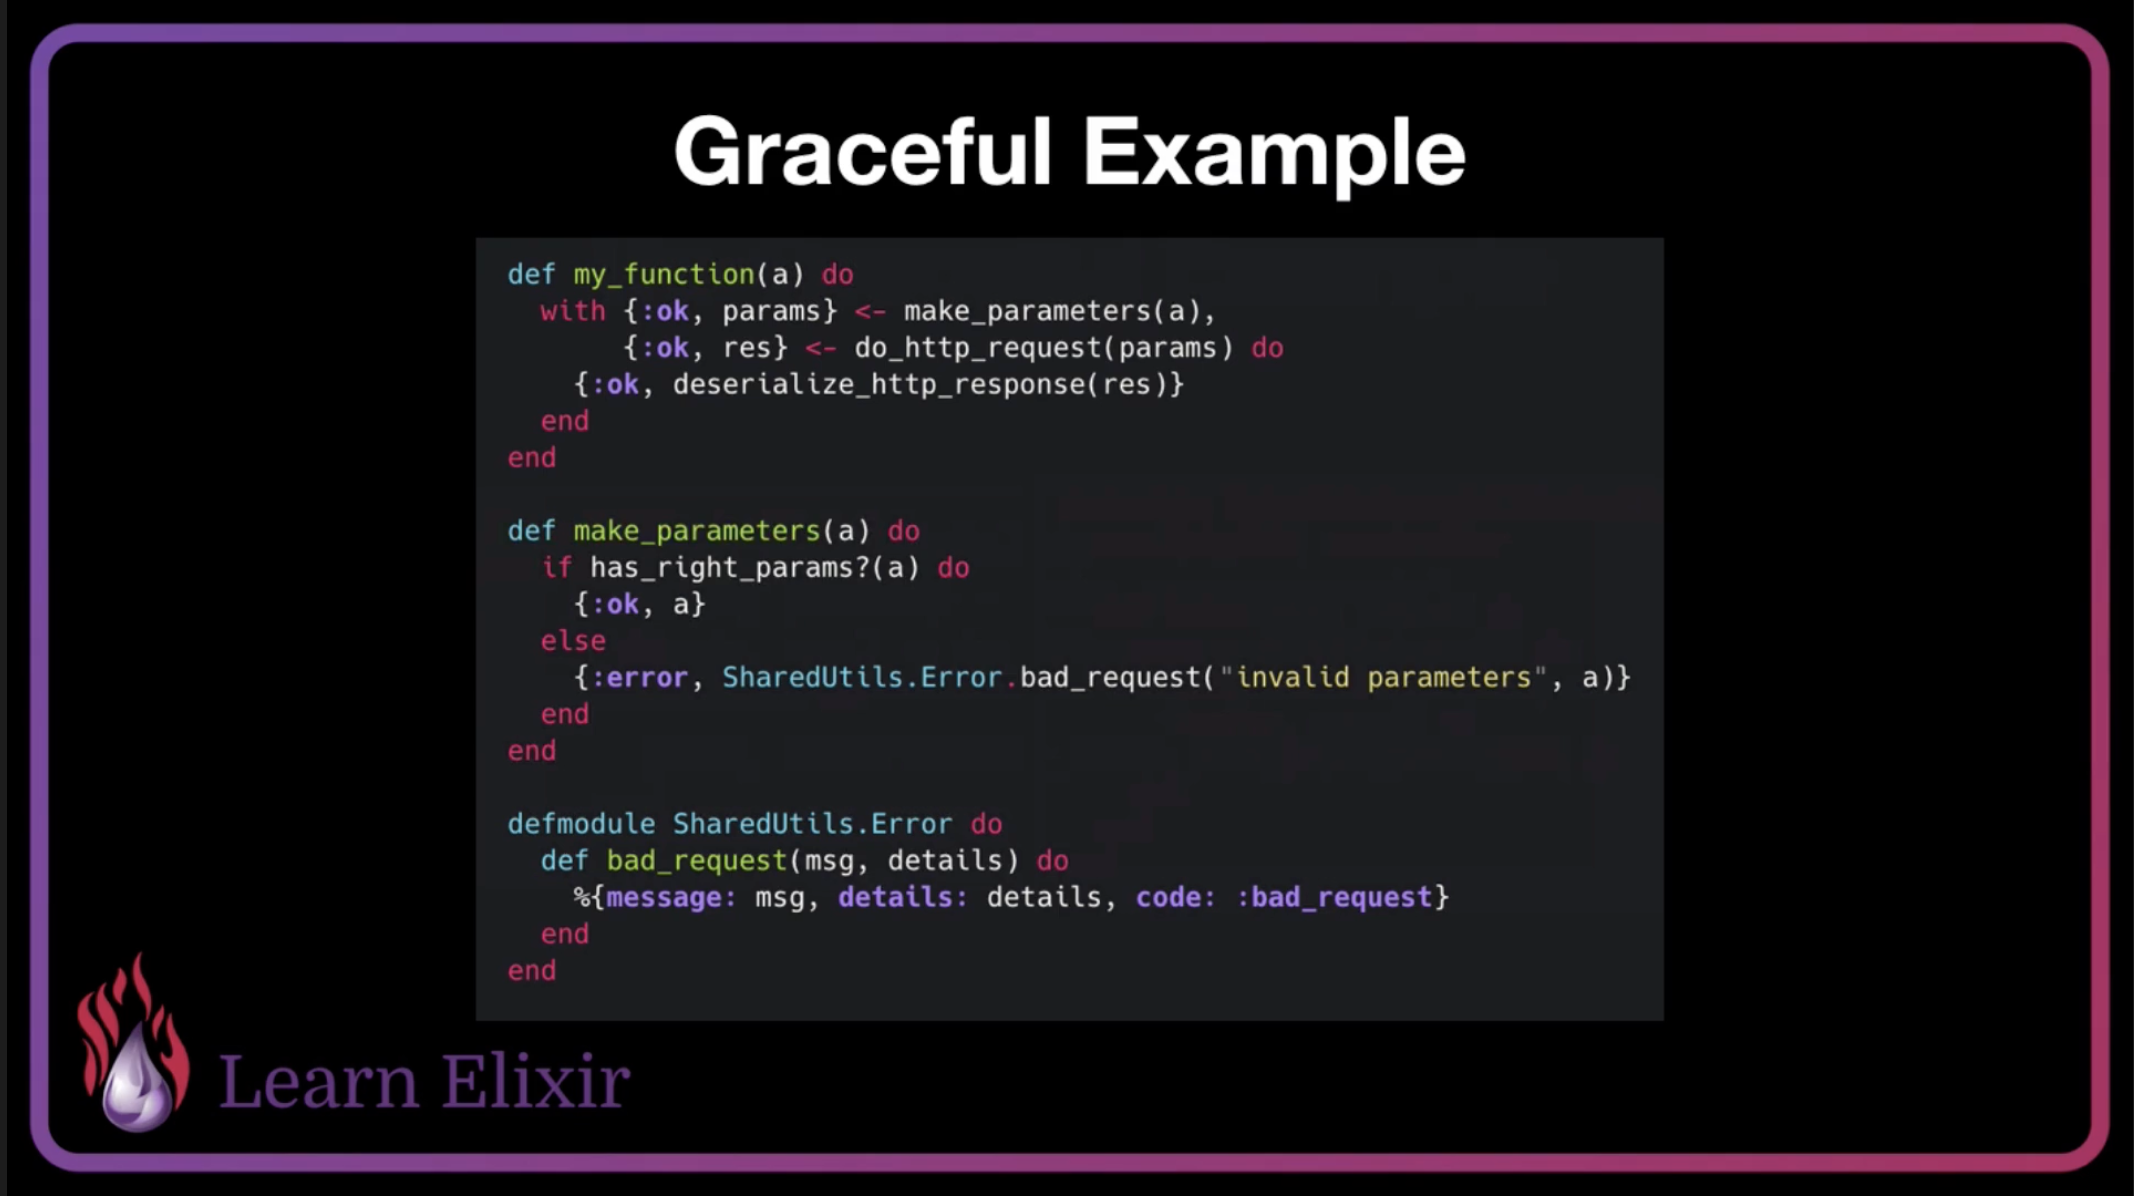 Graceful Example
def my_function(a) do
  with {:ok, params} <- make_parameters(a),
       {:ok, res} <- do_http_request(params) do
    {:ok, deserialize_http_response(res)}
  end
end
def make_parameters(a) do
  if has_right_params?(a) do
    {:ok, a}
  else
    {:error, SharedUtils.Error.bad_request("invalid parameters", a)}
  end
end
defmodule SharedUtils.Error do
  def bad_request(msg, details) do
    %{message: msg, details: details, code: :bad_request}
  end
end
Learn Elixir